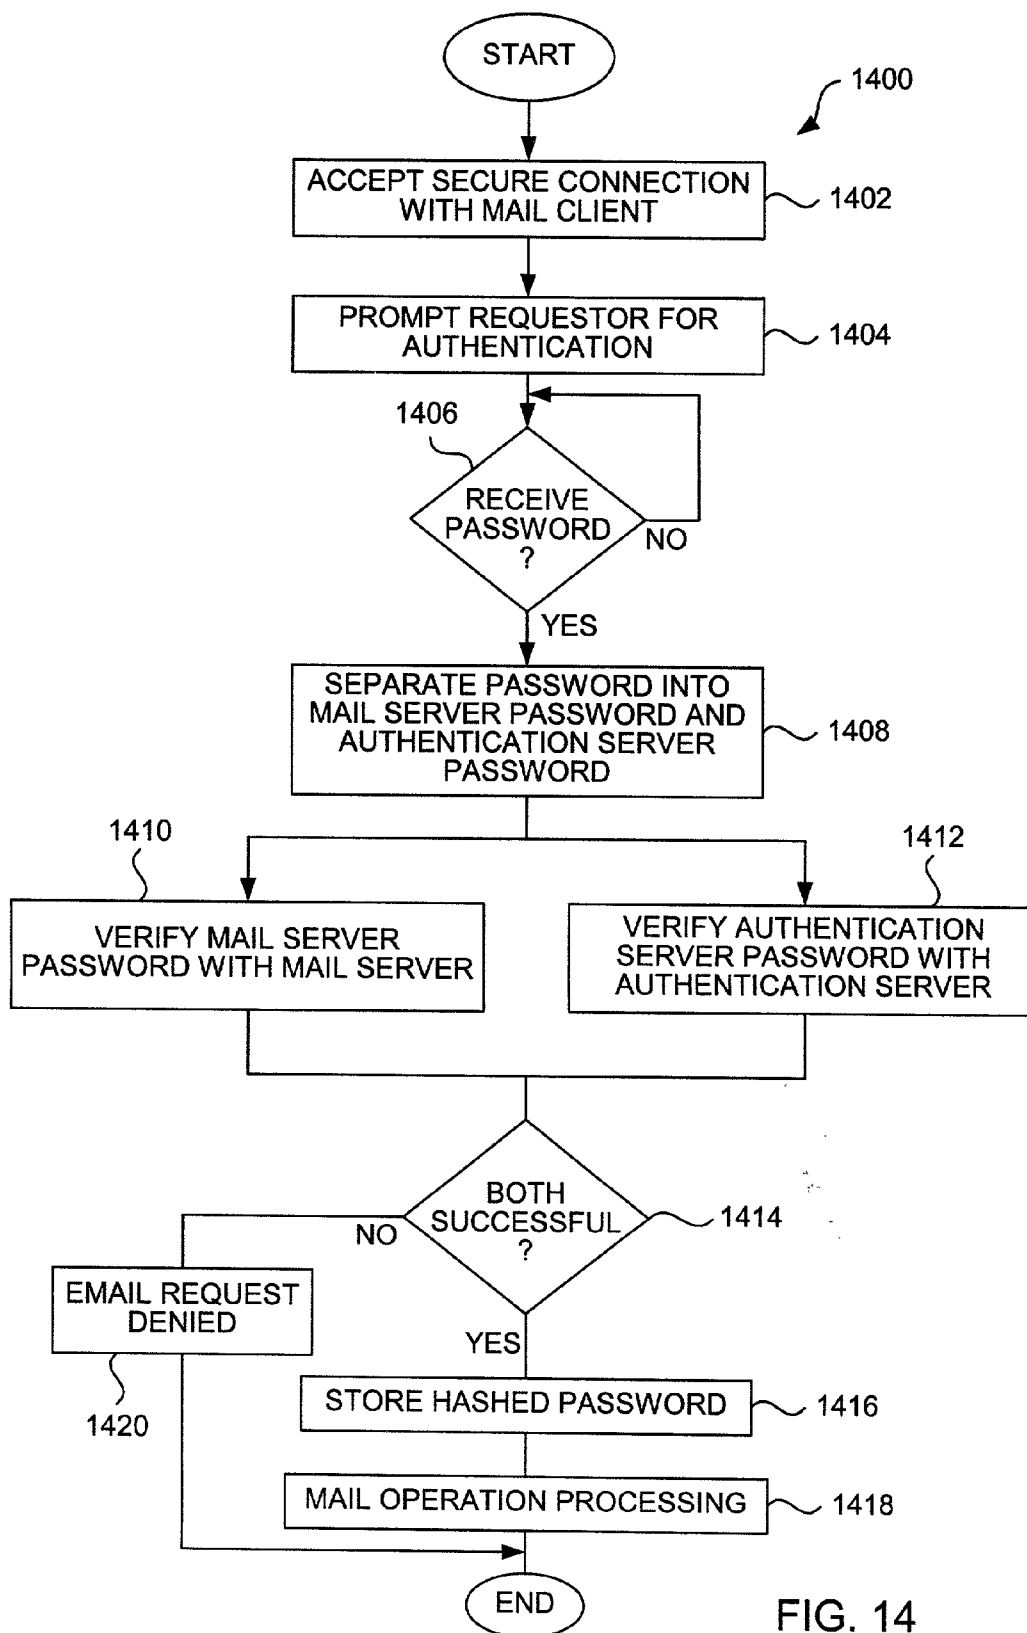 START
1400
ACCEPT SECURE CONNECTION
WITH MAIL CLIENT
1402
PROMPT REQUESTOR FOR
AUTHENTICATION
1404
1406
RECEIVE
PASSWORD
?
NO
YES
SEPARATE PASSWORD INTO
MAIL SERVER PASSWORD AND
AUTHENTICATION SERVER
PASSWORD
1408
1410
1412
VERIFY MAIL SERVER
PASSWORD WITH MAIL SERVER
VERIFY AUTHENTICATION
SERVER PASSWORD WITH
AUTHENTICATION SERVER
BOTH
SUCCESSFUL
?
1414
NO
EMAIL REQUEST
DENIED
1420
YES
STORE HASHED PASSWORD
1416
MAIL OPERATION PROCESSING
1418
END
FIG. 14